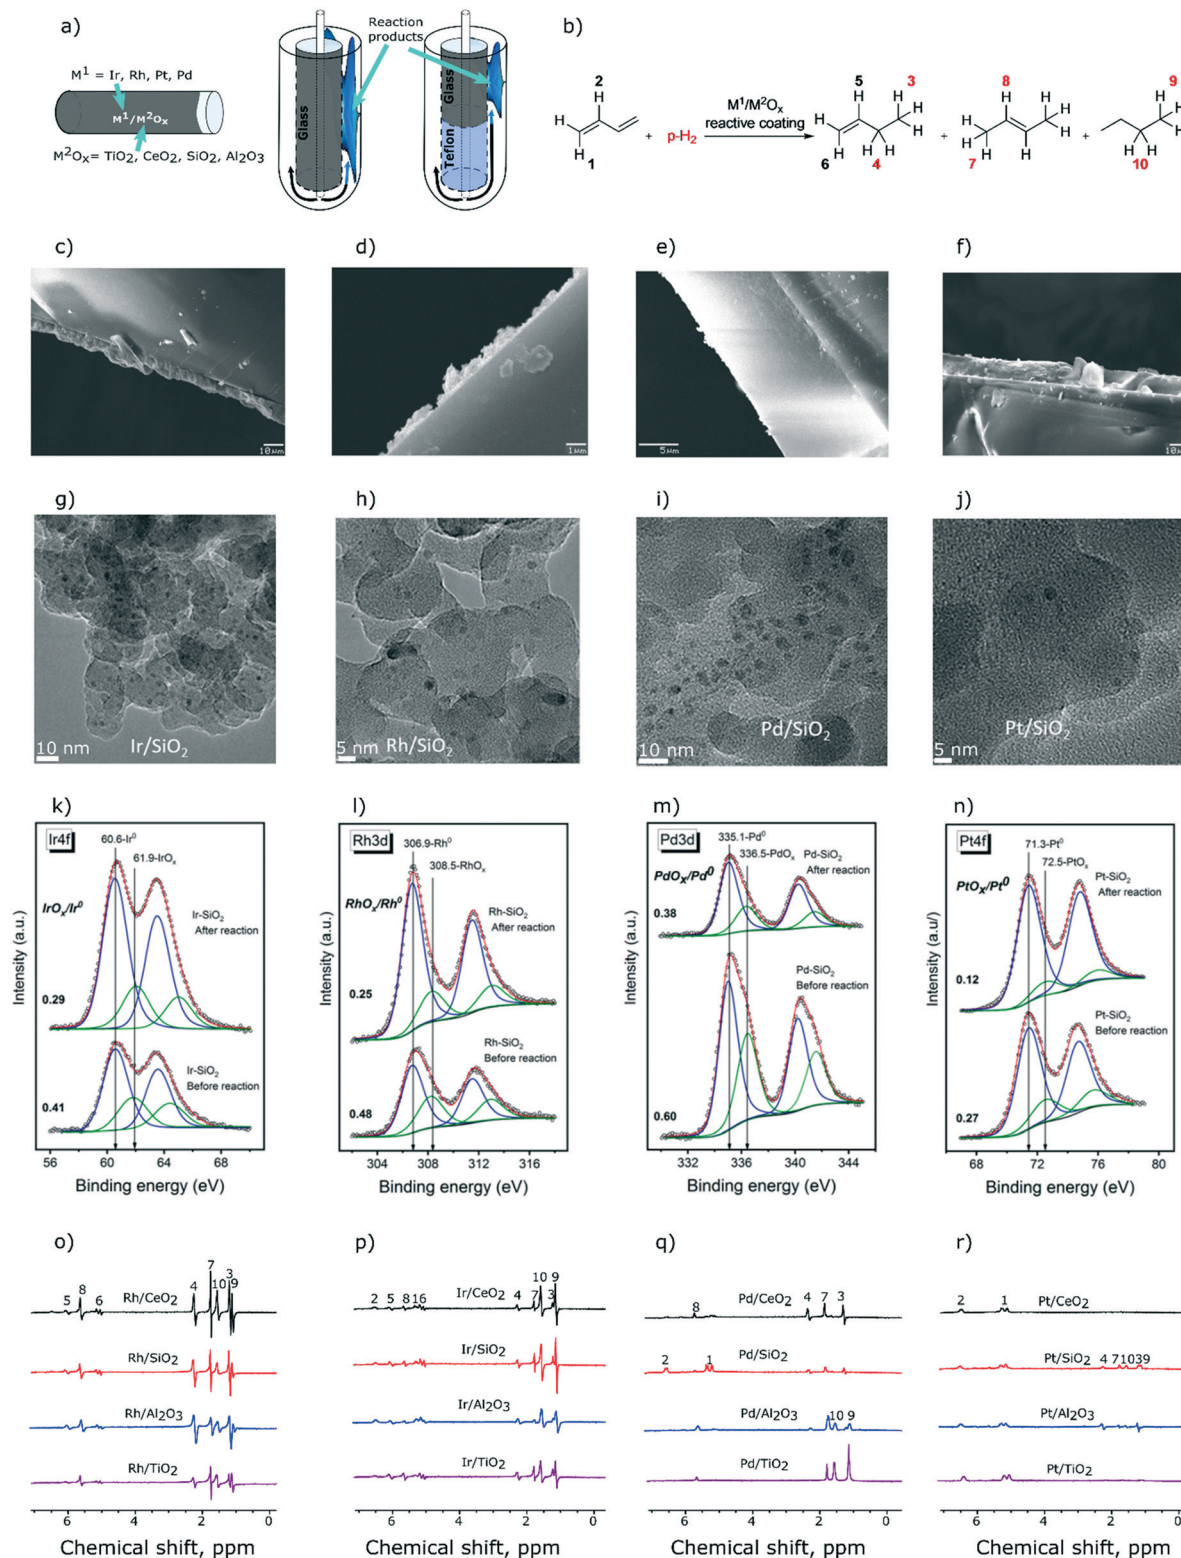 a)
Reaction
products
M¹ = Ir, Rh, Pt, Pd
M¹/M²Oₓ
M²Oₓ= TiO₂, CeO₂, SiO₂, Al₂O₃
Glass
Glass
Teflon
b)
2
H
H
1
+ p-H₂
M¹/M²Oₓ
reactive coating
5 3
H H
H H
H
H H H
6 4
+
8
H H
H
H
H H
7
+
9
H
H
H
H H
10
c)
10µm
d)
1µm
e)
5µm
f)
10µ
g)
10 nm
Ir/SiO₂
h)
5 nm
Rh/SiO₂
i)
10 nm
Pd/SiO₂
j)
5 nm
Pt/SiO₂
k)
Ir4f
60.6-Ir⁰
61.9-IrOₓ
IrOₓ/Ir⁰
Ir-SiO₂
After reaction
0.29
Ir-SiO₂
Before reaction
0.41
Intensity (a.u.)
56 60 64 68 70
Binding energy (eV)
l)
Rh3d
306.9-Rh⁰
308.5-RhOₓ
RhOₓ/Rh⁰
Rh-SiO₂
After reaction
0.25
Rh-SiO₂
Before reaction
0.48
Intensity (a.u.)
304 308 312 316
Binding energy (eV)
m)
Pd3d
335.1-Pd⁰
336.5-PdOₓ
PdOₓ/Pd⁰
Pd-SiO₂
After reaction
0.38
Pd-SiO₂
Before reaction
0.60
Intensity (a.u.)
332 336 340 344
Binding energy (eV)
n)
Pt4f
71.3-Pt⁰
72.5-PtOₓ
PtOₓ/Pt⁰
Pt-SiO₂
After reaction
0.12
Pt-SiO₂
Before reaction
0.27
Intensity (a.u/)
68 72 76 80
Binding energy (eV)
o)
5 8 6 4 7 10 3 9
Rh/CeO₂
Rh/SiO₂
Rh/Al₂O₃
Rh/TiO₂
6 4 2 0
Chemical shift, ppm
p)
2 5 8 16 4 7 10 3 9
Ir/CeO₂
Ir/SiO₂
Ir/Al₂O₃
Ir/TiO₂
6 4 2 0
Chemical shift, ppm
q)
8 4 7 3
Pd/CeO₂
2 1
Pd/SiO₂
10 9
Pd/Al₂O₃
Pd/TiO₂
6 4 2 0
Chemical shift, ppm
r)
2 1
Pt/CeO₂
Pt/SiO₂
4 71039
Pt/Al₂O₃
Pt/TiO₂
6 4 2 0
Chemical shift, ppm